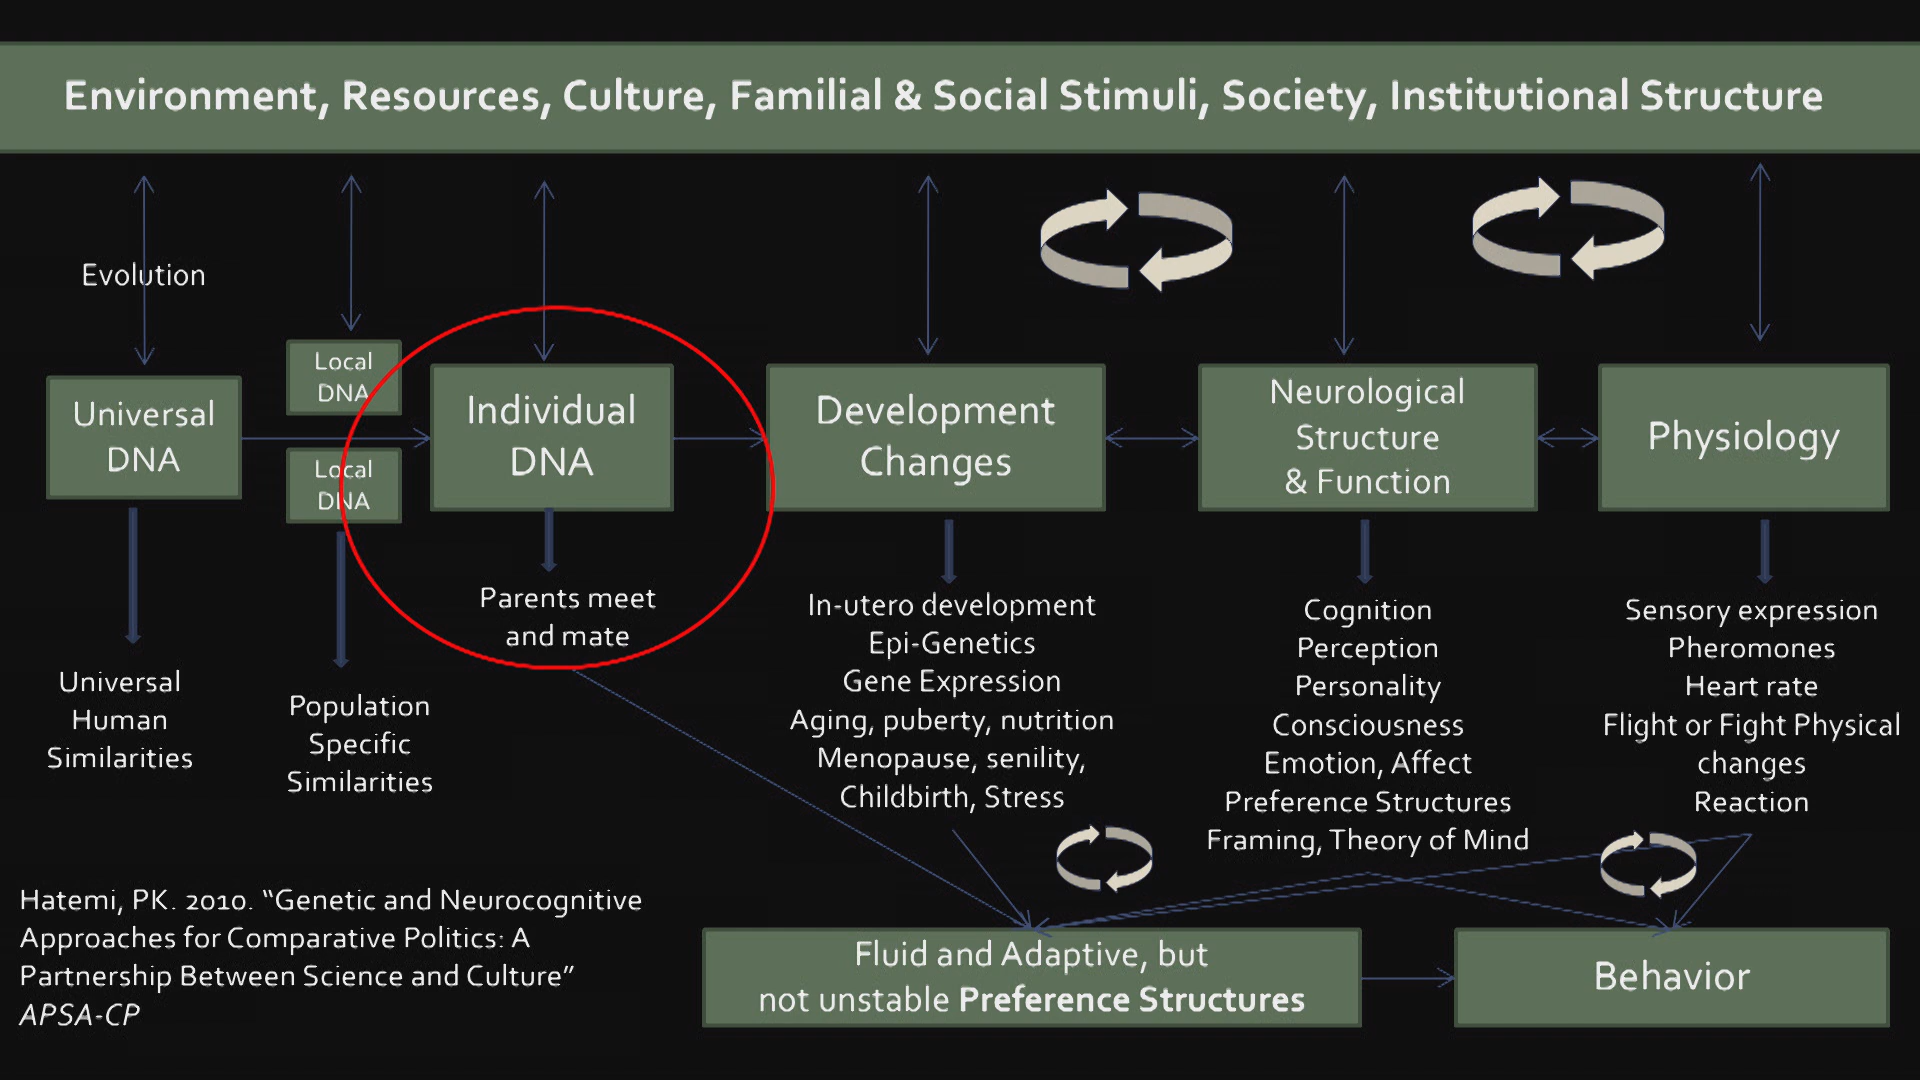 Environment, Resources, Culture, Familial & Social Stimuli, Society, Institutional Structure
Evolution
Universal
DNA
Local
DNA
Local
DNA
Individual
DNA
Development
Changes
Neurological
Structure
& Function
Physiology
Universal
Human
Similarities
Population
Specific
Similarities
Parents meet
and mate
In-utero development
Epi-Genetics
Gene Expression
Aging, puberty, nutrition
Menopause, senility,
Childbirth, Stress
Cognition
Perception
Personality
Consciousness
Emotion, Affect
Preference Structures
Framing, Theory of Mind
Sensory expression
Pheromones
Heart rate
Flight or Fight Physical
changes
Reaction
Hatemi, PK. 2010. “Genetic and Neurocognitive
Approaches for Comparative Politics: A
Partnership Between Science and Culture”
APSA-CP
Fluid and Adaptive, but
not unstable Preference Structures
Behavior